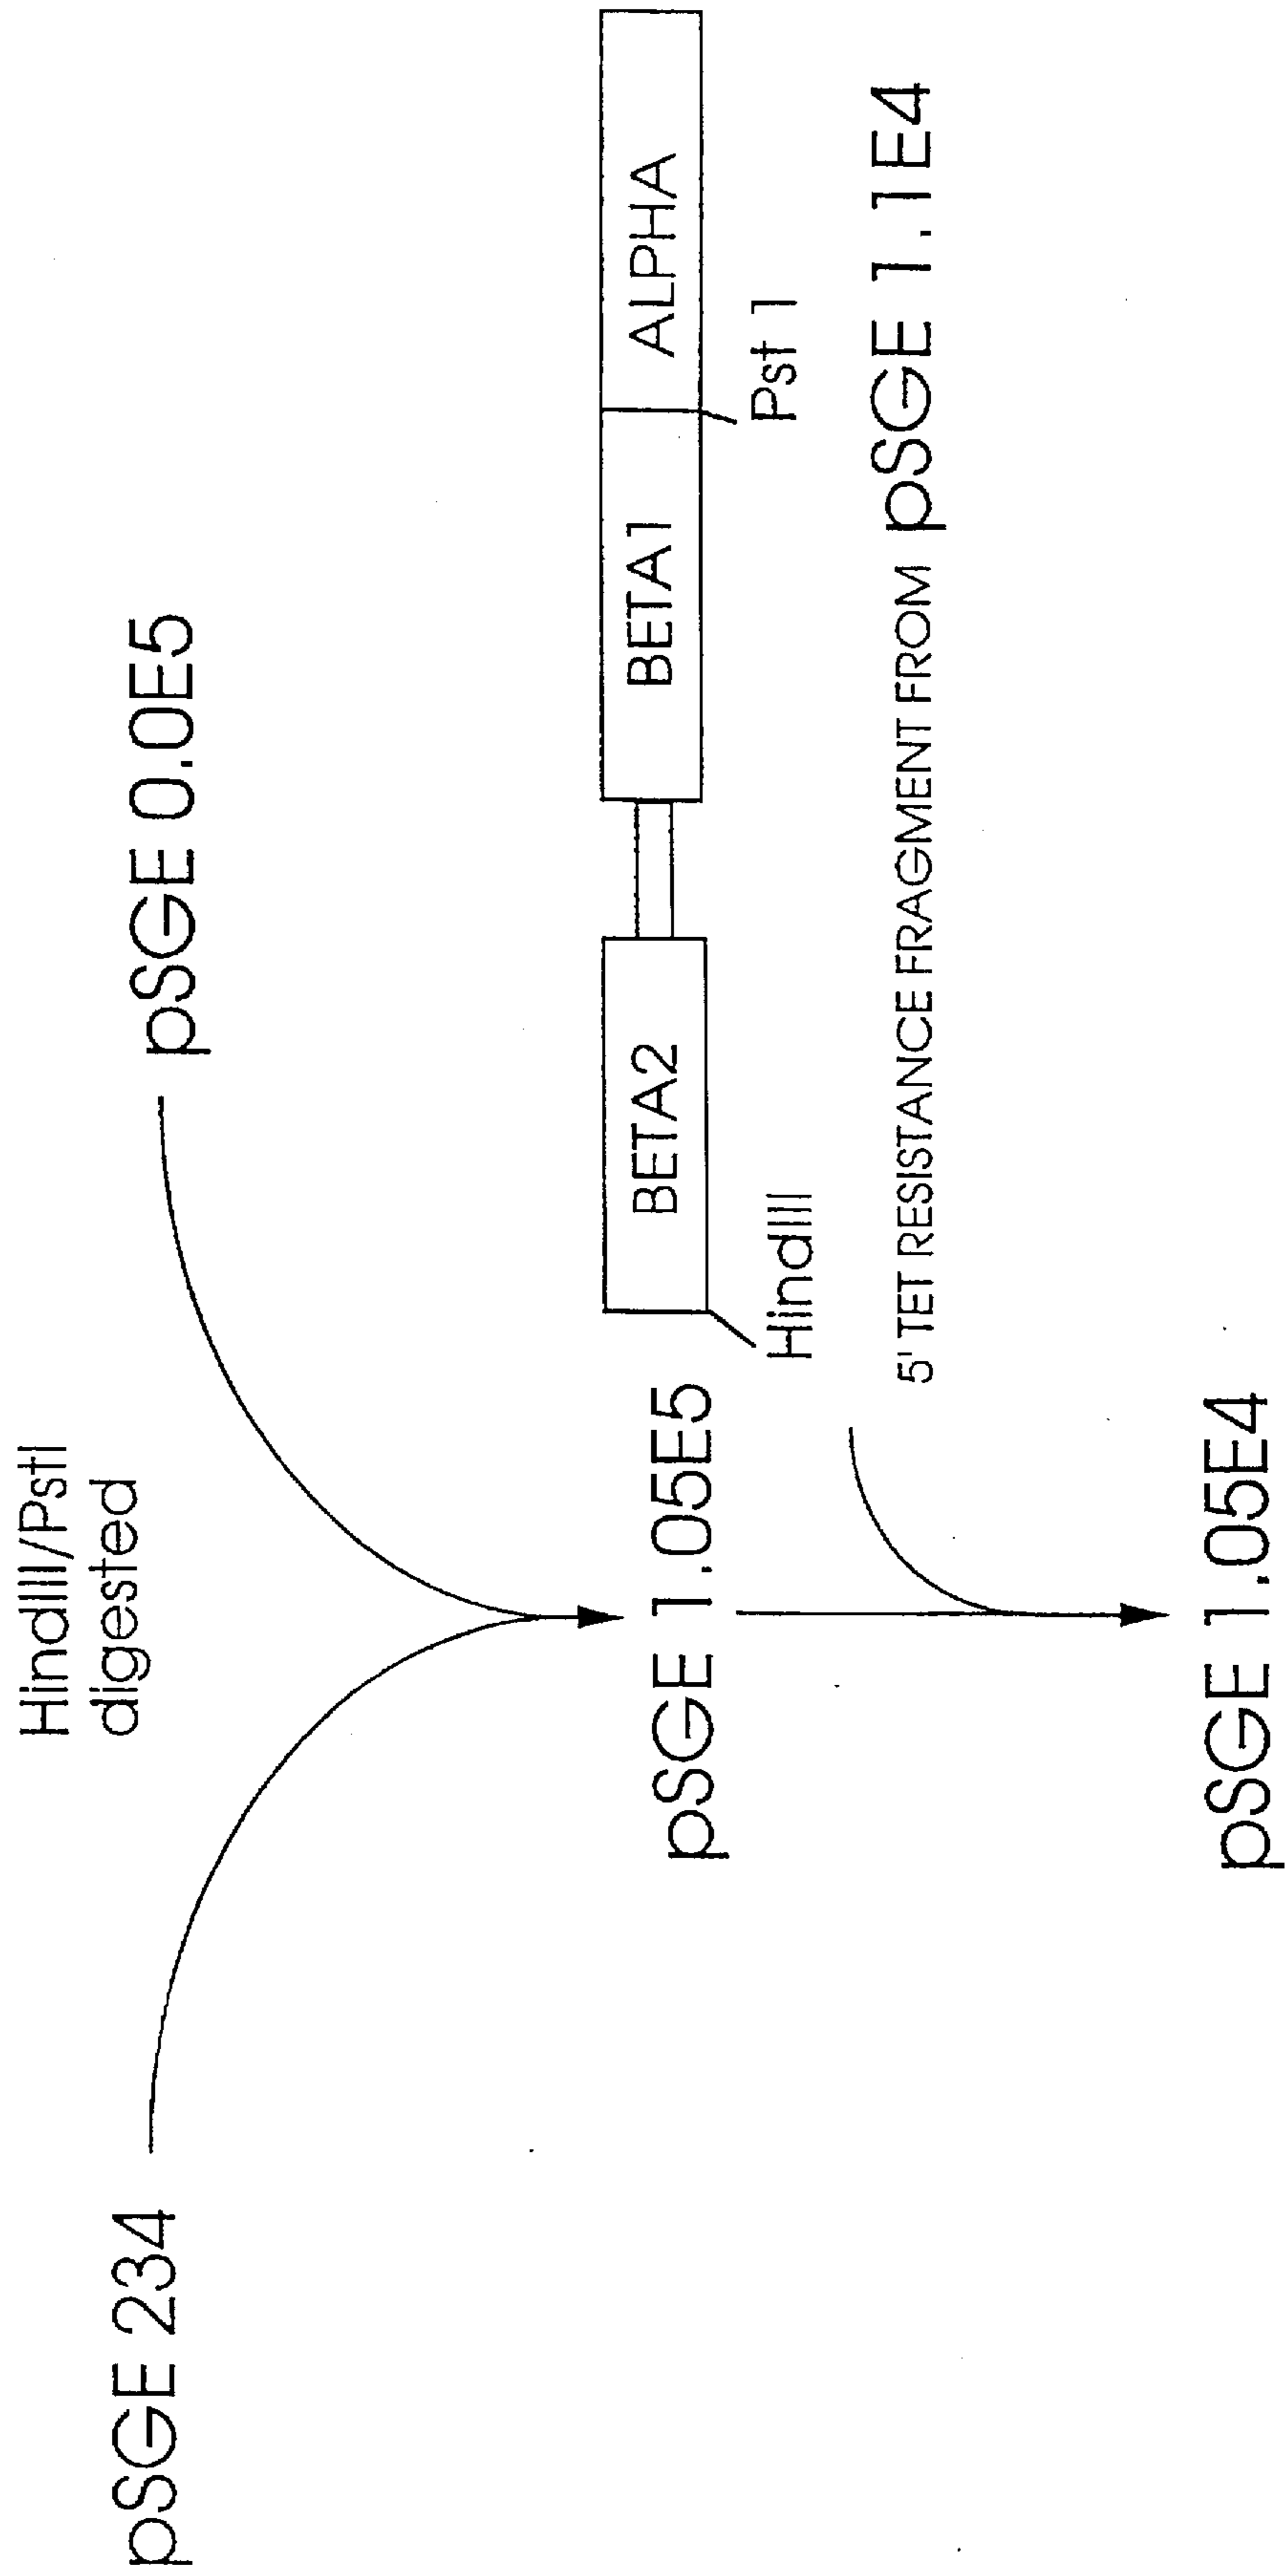 HindIII/PstI
digested
pSGE 234
pSGE 0.0E5
pSGE 1.05E5
BETA2
BETA1
ALPHA
HindIII
Pst 1
5' TET RESISTANCE FRAGMENT FROM pSGE 1.1E4
pSGE 1.05E4